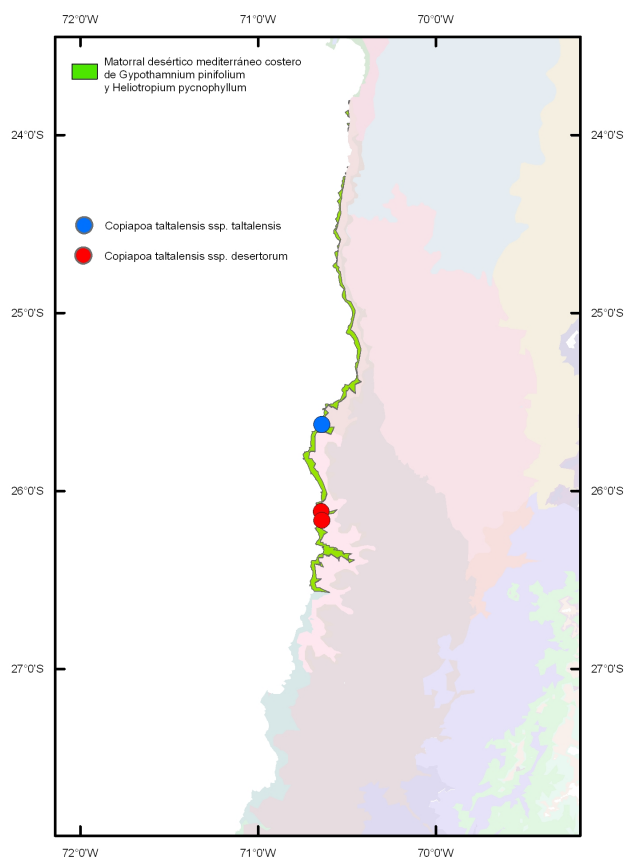 72°0'W 71°0'W 70°0'W
Matorral desértico mediterráneo costero
de Gypothamnium pinifolium
y Heliotropium pycnophyllum
24°0'S 24°0'S
Copiapoa taltalensis ssp. taltalensis
Copiapoa taltalensis ssp. desertorum
25°0'S 25°0'S
26°0'S 26°0'S
27°0'S 27°0'S
72°0'W 71°0'W 70°0'W